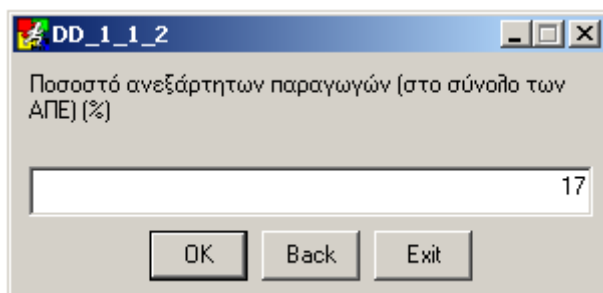 DD_1_1_2
Ποσοστό ανεξάρτητων παραγωγών (στο σύνολο των
ΑΠΕ) (%)
17
OK Back Exit